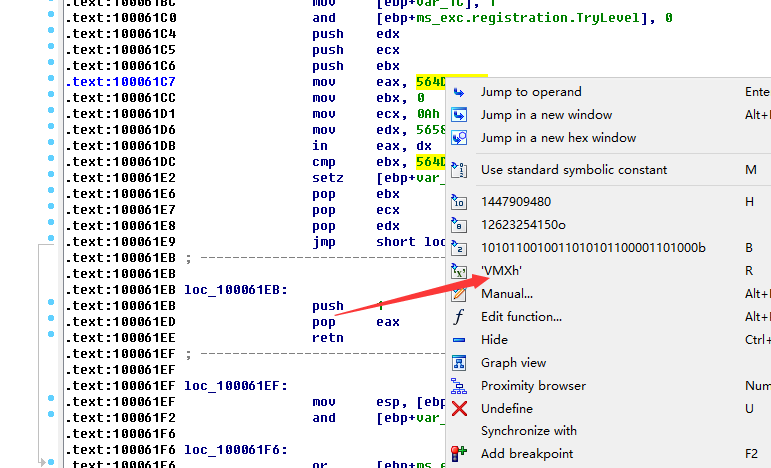 .text:100061BC mov [ebp+var_1C], 1
.text:100061C0 and [ebp+ms_exc.registration.TryLevel], 0
.text:100061C4 push edx
.text:100061C5 push ecx
.text:100061C6 push ebx
.text:100061C7 mov eax, 564D
.text:100061CC mov ebx, 0
.text:100061D1 mov ecx, 0Ah
.text:100061D6 mov edx, 5658
.text:100061DB in eax, dx
.text:100061DC cmp ebx, 564D
.text:100061E2 setz [ebp+var_
.text:100061E6 pop ebx
.text:100061E7 pop ecx
.text:100061E8 pop edx
.text:100061E9 jmp short loc
.text:100061EB ; ---------------------------
.text:100061EB
.text:100061EB loc_100061EB:
.text:100061EB push 1
.text:100061ED pop eax
.text:100061EE retn
.text:100061EF ; ---------------------------
.text:100061EF
.text:100061EF loc_100061EF:
.text:100061EF mov esp, [ebp
.text:100061F2 and [ebp+var_
.text:100061F6
.text:100061F6 loc_100061F6:
.text:100061F6 or [ebp+ms_e
Jump to operand Enter
Jump in a new window Alt+
Jump in a new hex window
Use standard symbolic constant M
1447909480 H
12623254150o
1010110010011010101100001101000b B
'VMXh' R
Manual... Alt+
Edit function... Alt+
Hide Ctrl+
Graph view
Proximity browser Num
Undefine U
Synchronize with
Add breakpoint F2